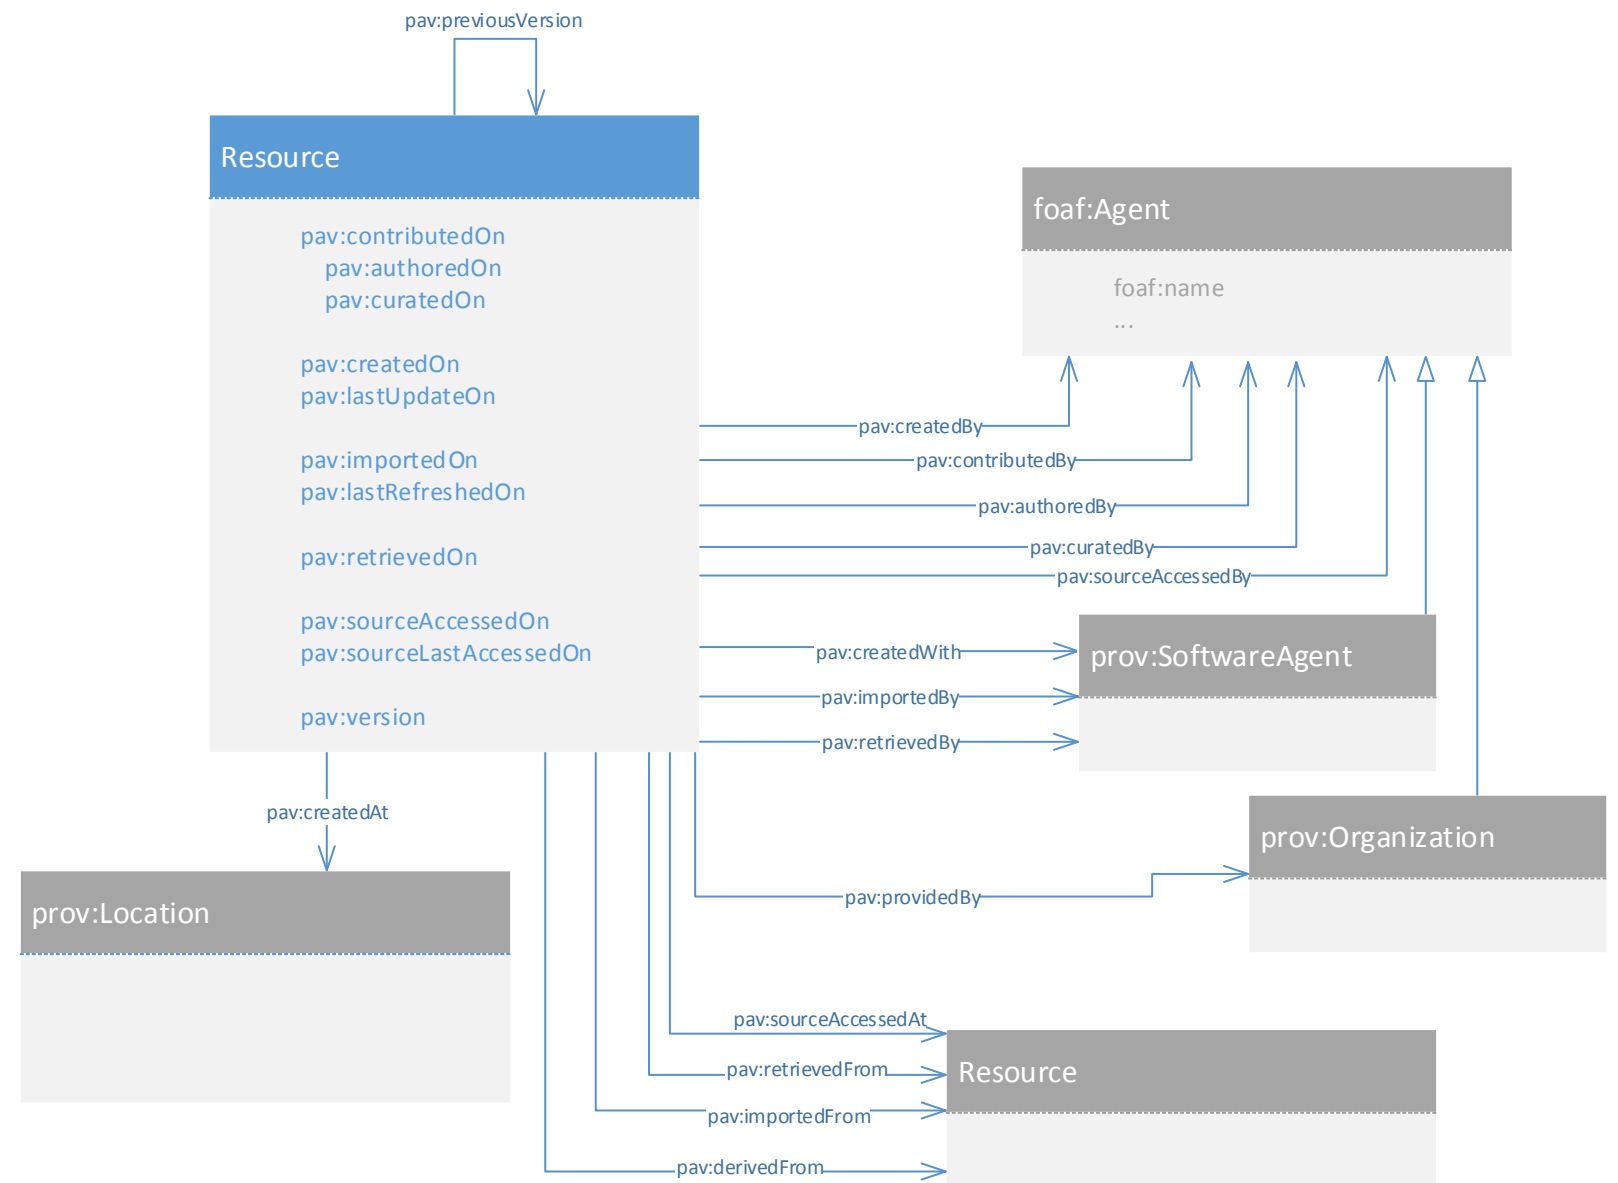 pav:previousVersion
Resource
pav:contributedOn
pav:authoredOn
pav:curatedOn
pav:createdOn
pav:lastUpdateOn
pav:importedOn
pav:lastRefreshedOn
pav:retrievedOn
pav:sourceAccessedOn
pav:sourceLastAccessedOn
pav:version
foaf:Agent
foaf:name
...
pav:createdBy
pav:contributedBy
pav:authoredBy
pav:curatedBy
pav:sourceAccessedBy
pav:createdWith
pav:importedBy
pav:retrievedBy
prov:SoftwareAgent
prov:Organization
pav:createdAt
prov:Location
pav:providedBy
pav:sourceAccessedAt
pav:retrievedFrom
pav:importedFrom
pav:derivedFrom
Resource